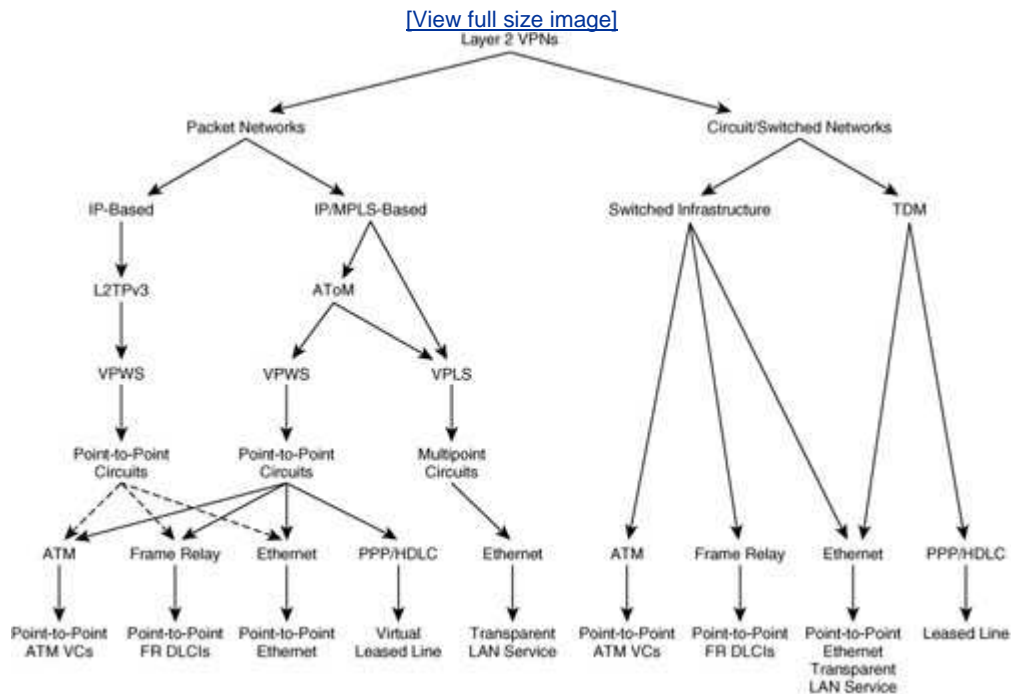 [View full size image]
Layer 2 VPNs
Packet Networks
Circuit/Switched Networks
IP-Based
IP/MPLS-Based
Switched Infrastructure
TDM
L2TPv3
AToM
VPWS
VPWS
VPLS
Point-to-Point
Circuits
Point-to-Point
Circuits
Multipoint
Circuits
ATM
Frame Relay
Ethernet
PPP/HDLC
Ethernet
ATM
Frame Relay
Ethernet
PPP/HDLC
Point-to-Point
ATM VCs
Point-to-Point
FR DLCIs
Point-to-Point
Ethernet
Virtual
Leased Line
Transparent
LAN Service
Point-to-Point
ATM VCs
Point-to-Point
FR DLCIs
Point-to-Point
Ethernet
Transparent
LAN Service
Leased Line